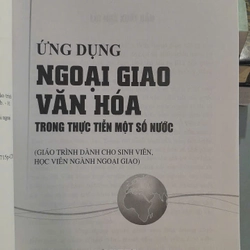 ỨNG DỤNG
NGOẠI GIAO
VĂN HÓA
TRONG THỰC TIỄN MỘT SỐ NƯỚC
(GIÁO TRÌNH DÀNH CHO SINH VIÊN,
HỌC VIÊN NGÀNH NGOẠI GIAO)